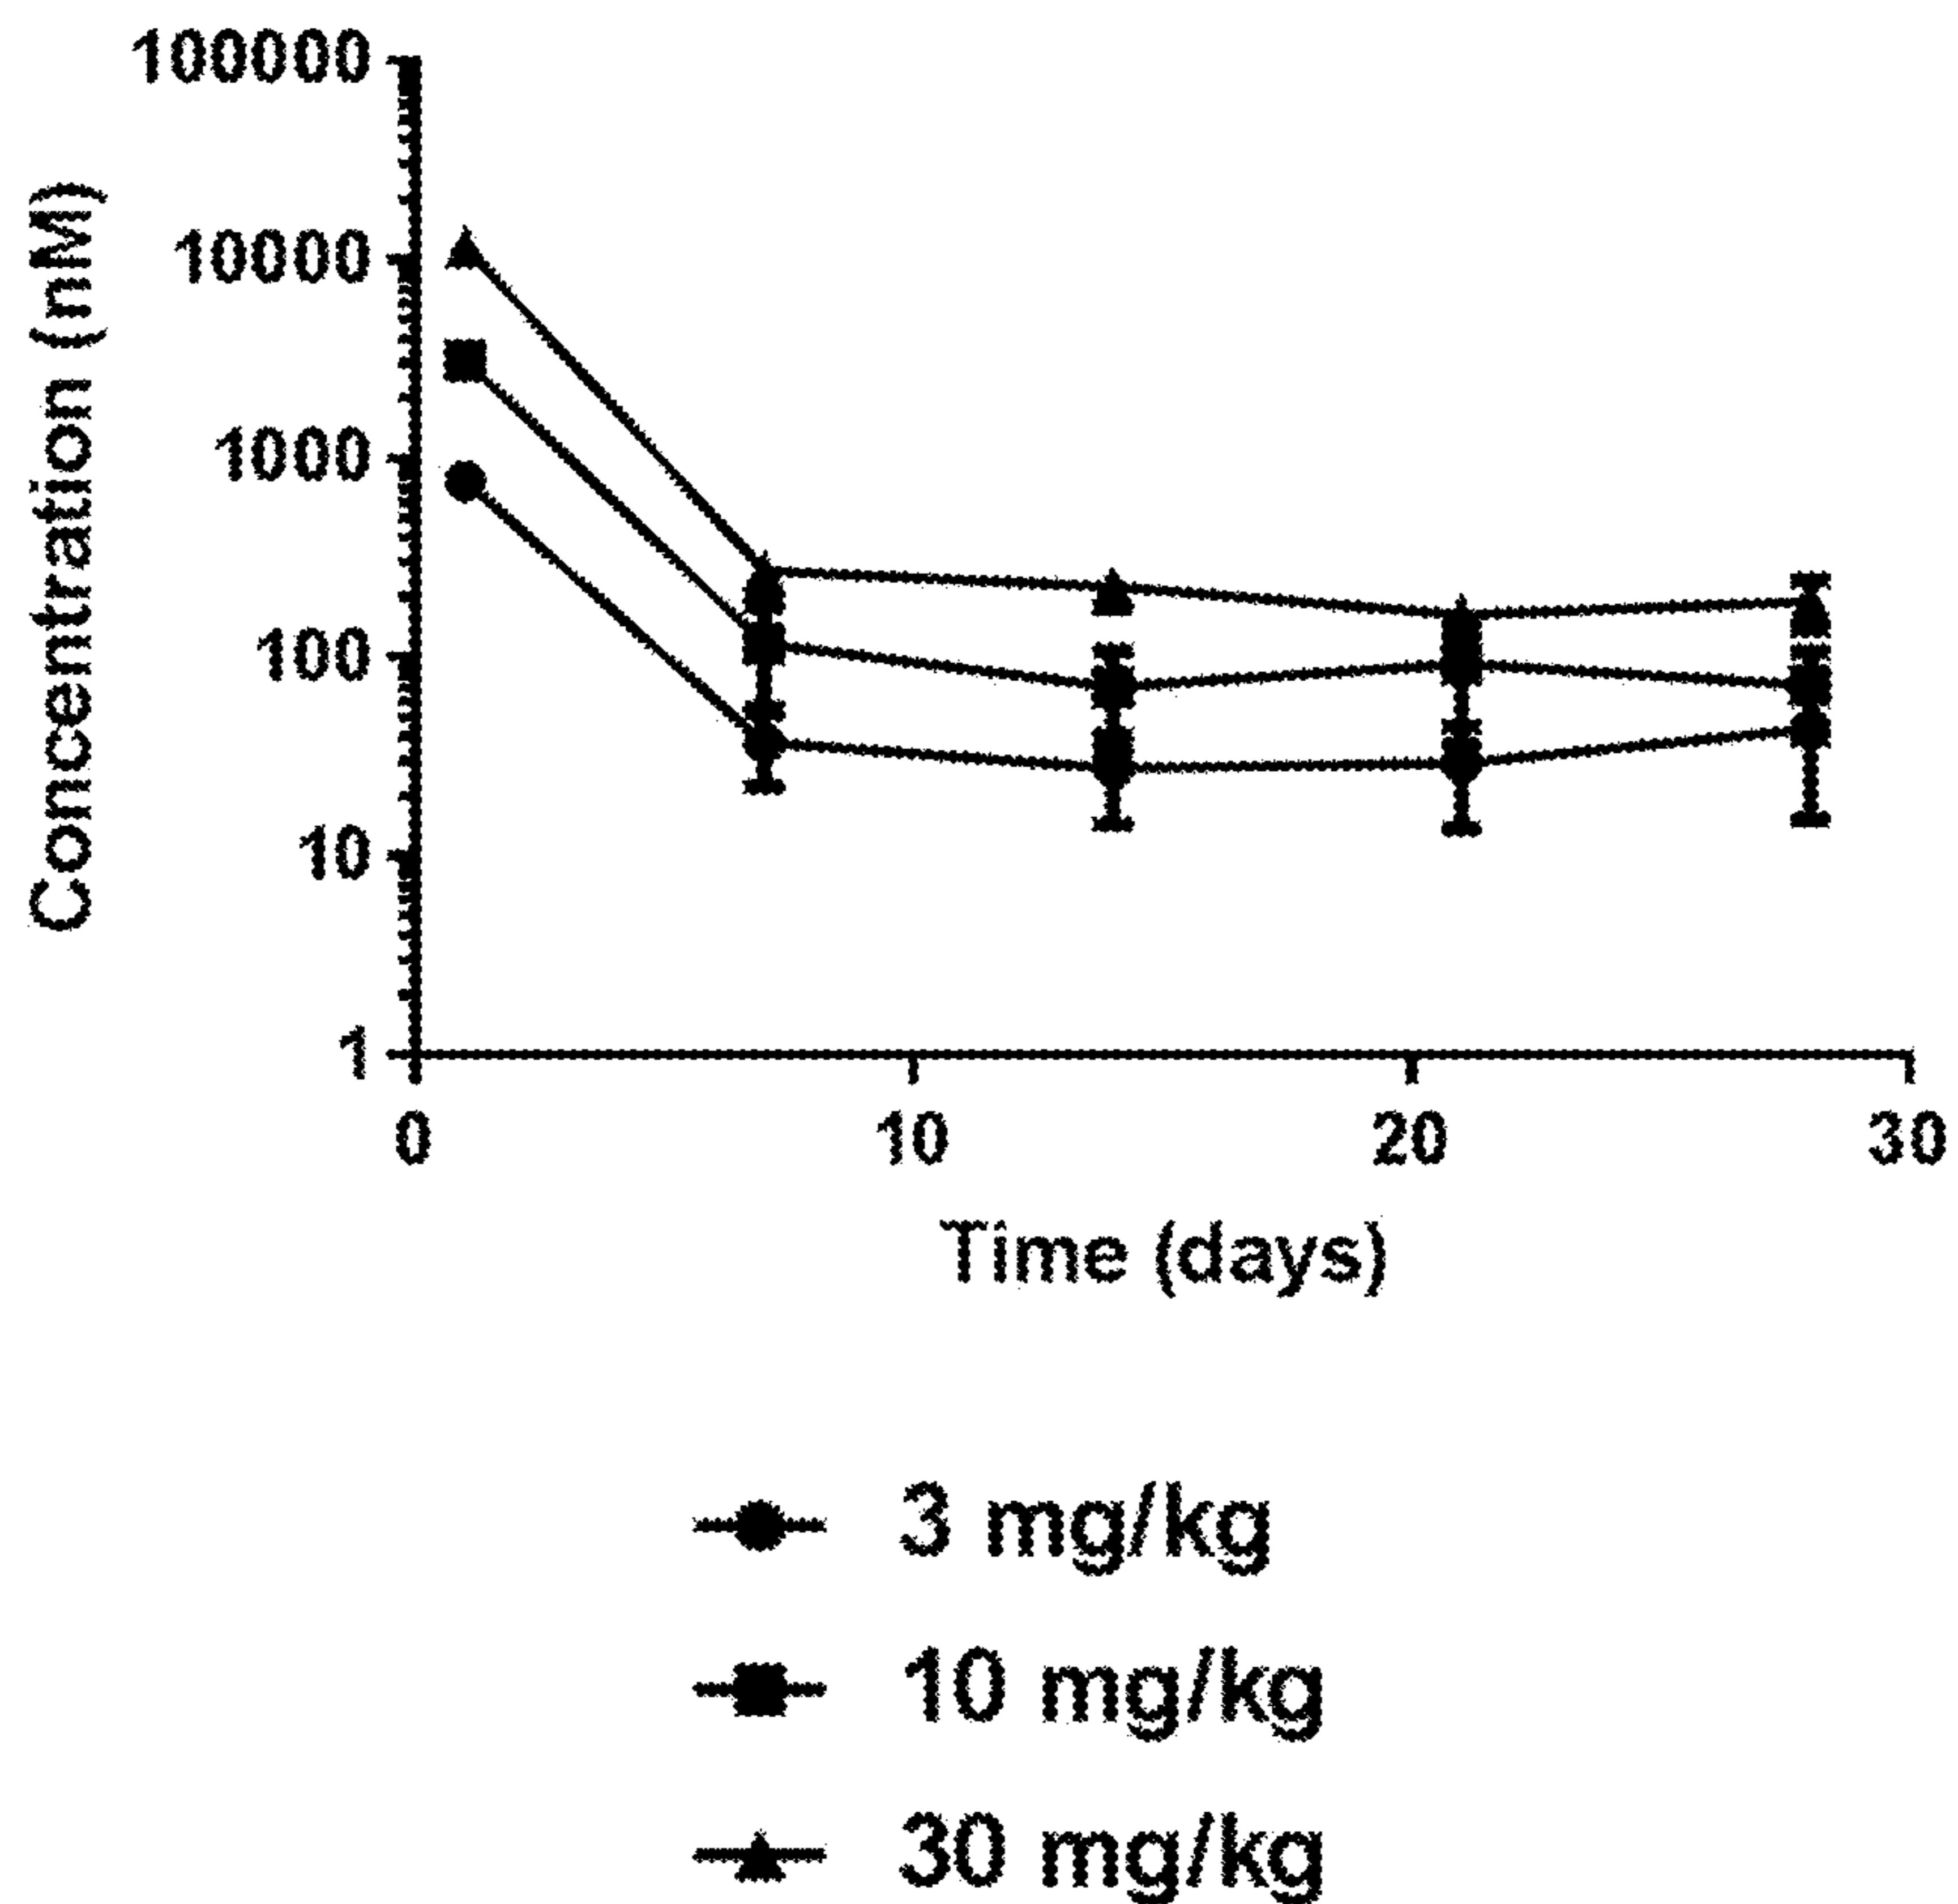 100000
10000
1000
100
10
1
Concentration (nM)
0 10 20 30
Time (days)
3 mg/kg
10 mg/kg
30 mg/kg